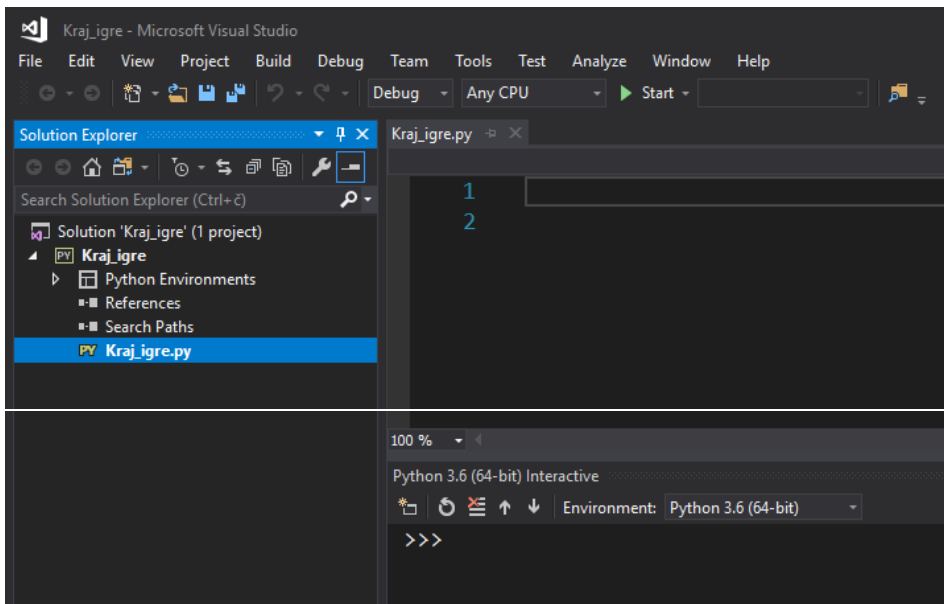 Kraj_igre - Microsoft Visual Studio
File Edit View Project Build Debug Team Tools Test Analyze Window Help
Debug Any CPU Start
Solution Explorer
Search Solution Explorer (Ctrl+č)
Solution 'Kraj_igre' (1 project)
PY Kraj_igre
Python Environments
References
Search Paths
PY Kraj_igre.py
Kraj_igre.py
1
2
100 %
Python 3.6 (64-bit) Interactive
Environment: Python 3.6 (64-bit)
>>>